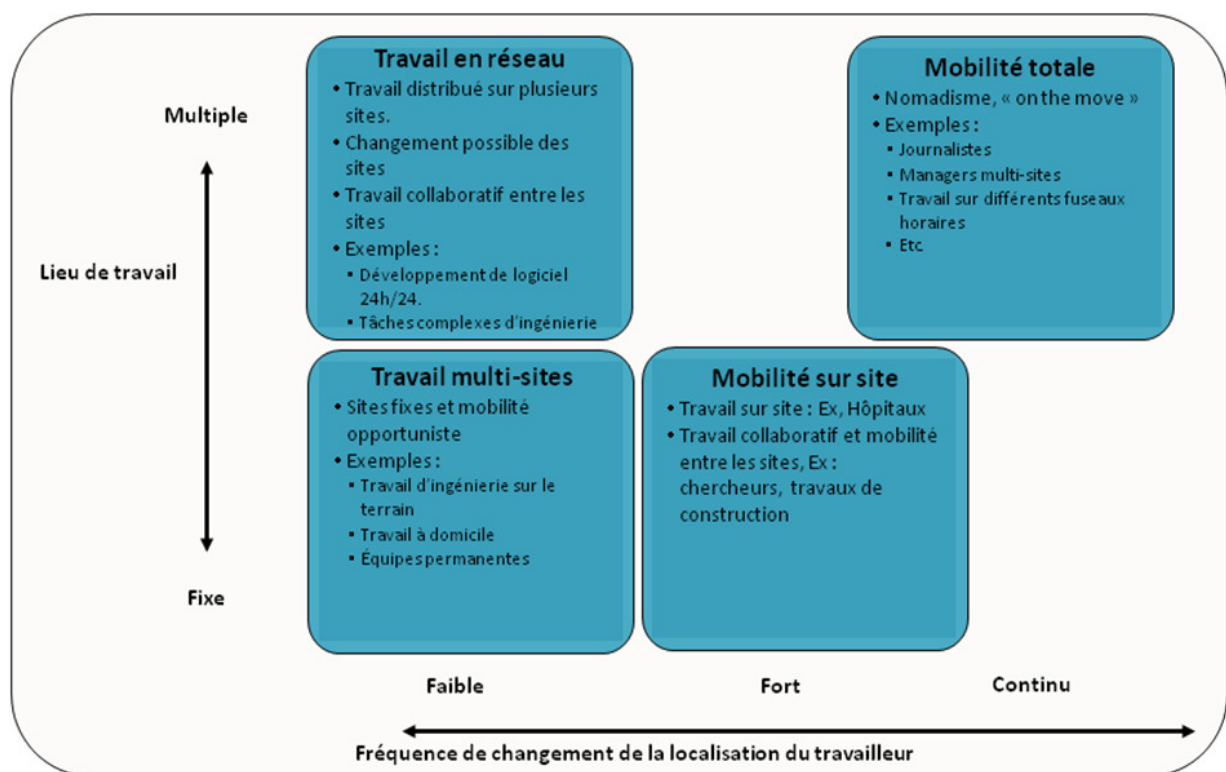 Travail en réseau
• Travail distribué sur plusieurs
sites.
• Changement possible des
sites
• Travail collaboratif entre les
sites
• Exemples :
▪ Développement de logiciel
24h/24.
▪ Tâches complexes d'ingénierie
Mobilité totale
• Nomadisme, « on the move »
• Exemples :
▪ Journalistes
▪ Managers multi-sites
▪ Travail sur différents fuseaux
horaires
▪ Etc
Multiple
Lieu de travail
Fixe
Travail multi-sites
• Sites fixes et mobilité
opportuniste
• Exemples :
▪ Travail d'ingénierie sur le
terrain
▪ Travail à domicile
▪ Équipes permanentes
Mobilité sur site
• Travail sur site : Ex, Hôpitaux
• Travail collaboratif et mobilité
entre les sites, Ex :
chercheurs, travaux de
construction
Faible
Fort
Continu
Fréquence de changement de la localisation du travailleur